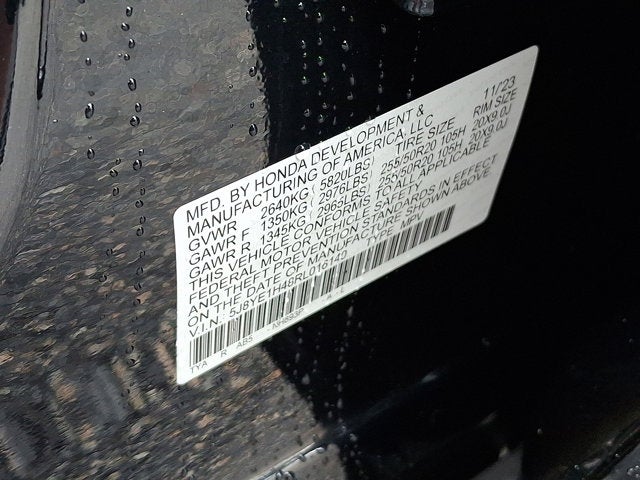 MFD. BY HONDA DEVELOPMENT & 11/23
MANUFACTURING OF AMERICA, LLC
GVWR 2640KG(5820LBS) TIRE SIZE RIM SIZE
GAWR F 1350KG(2976LBS) 255/50R20 105H 20X9.0J
GAWR R 1345KG(2965LBS) 255/50R20 105H 20X9.0J
THIS VEHICLE CONFORMS TO ALL APPLICABLE
FEDERAL MOTOR VEHICLE SAFETY
AND THEFT PREVENTION STANDARDS IN EFFECT
ON THE DATE OF MANUFACTURE SHOWN ABOVE.
V.I.N.: TYPE: MPV
TYA R AB5 - A - E